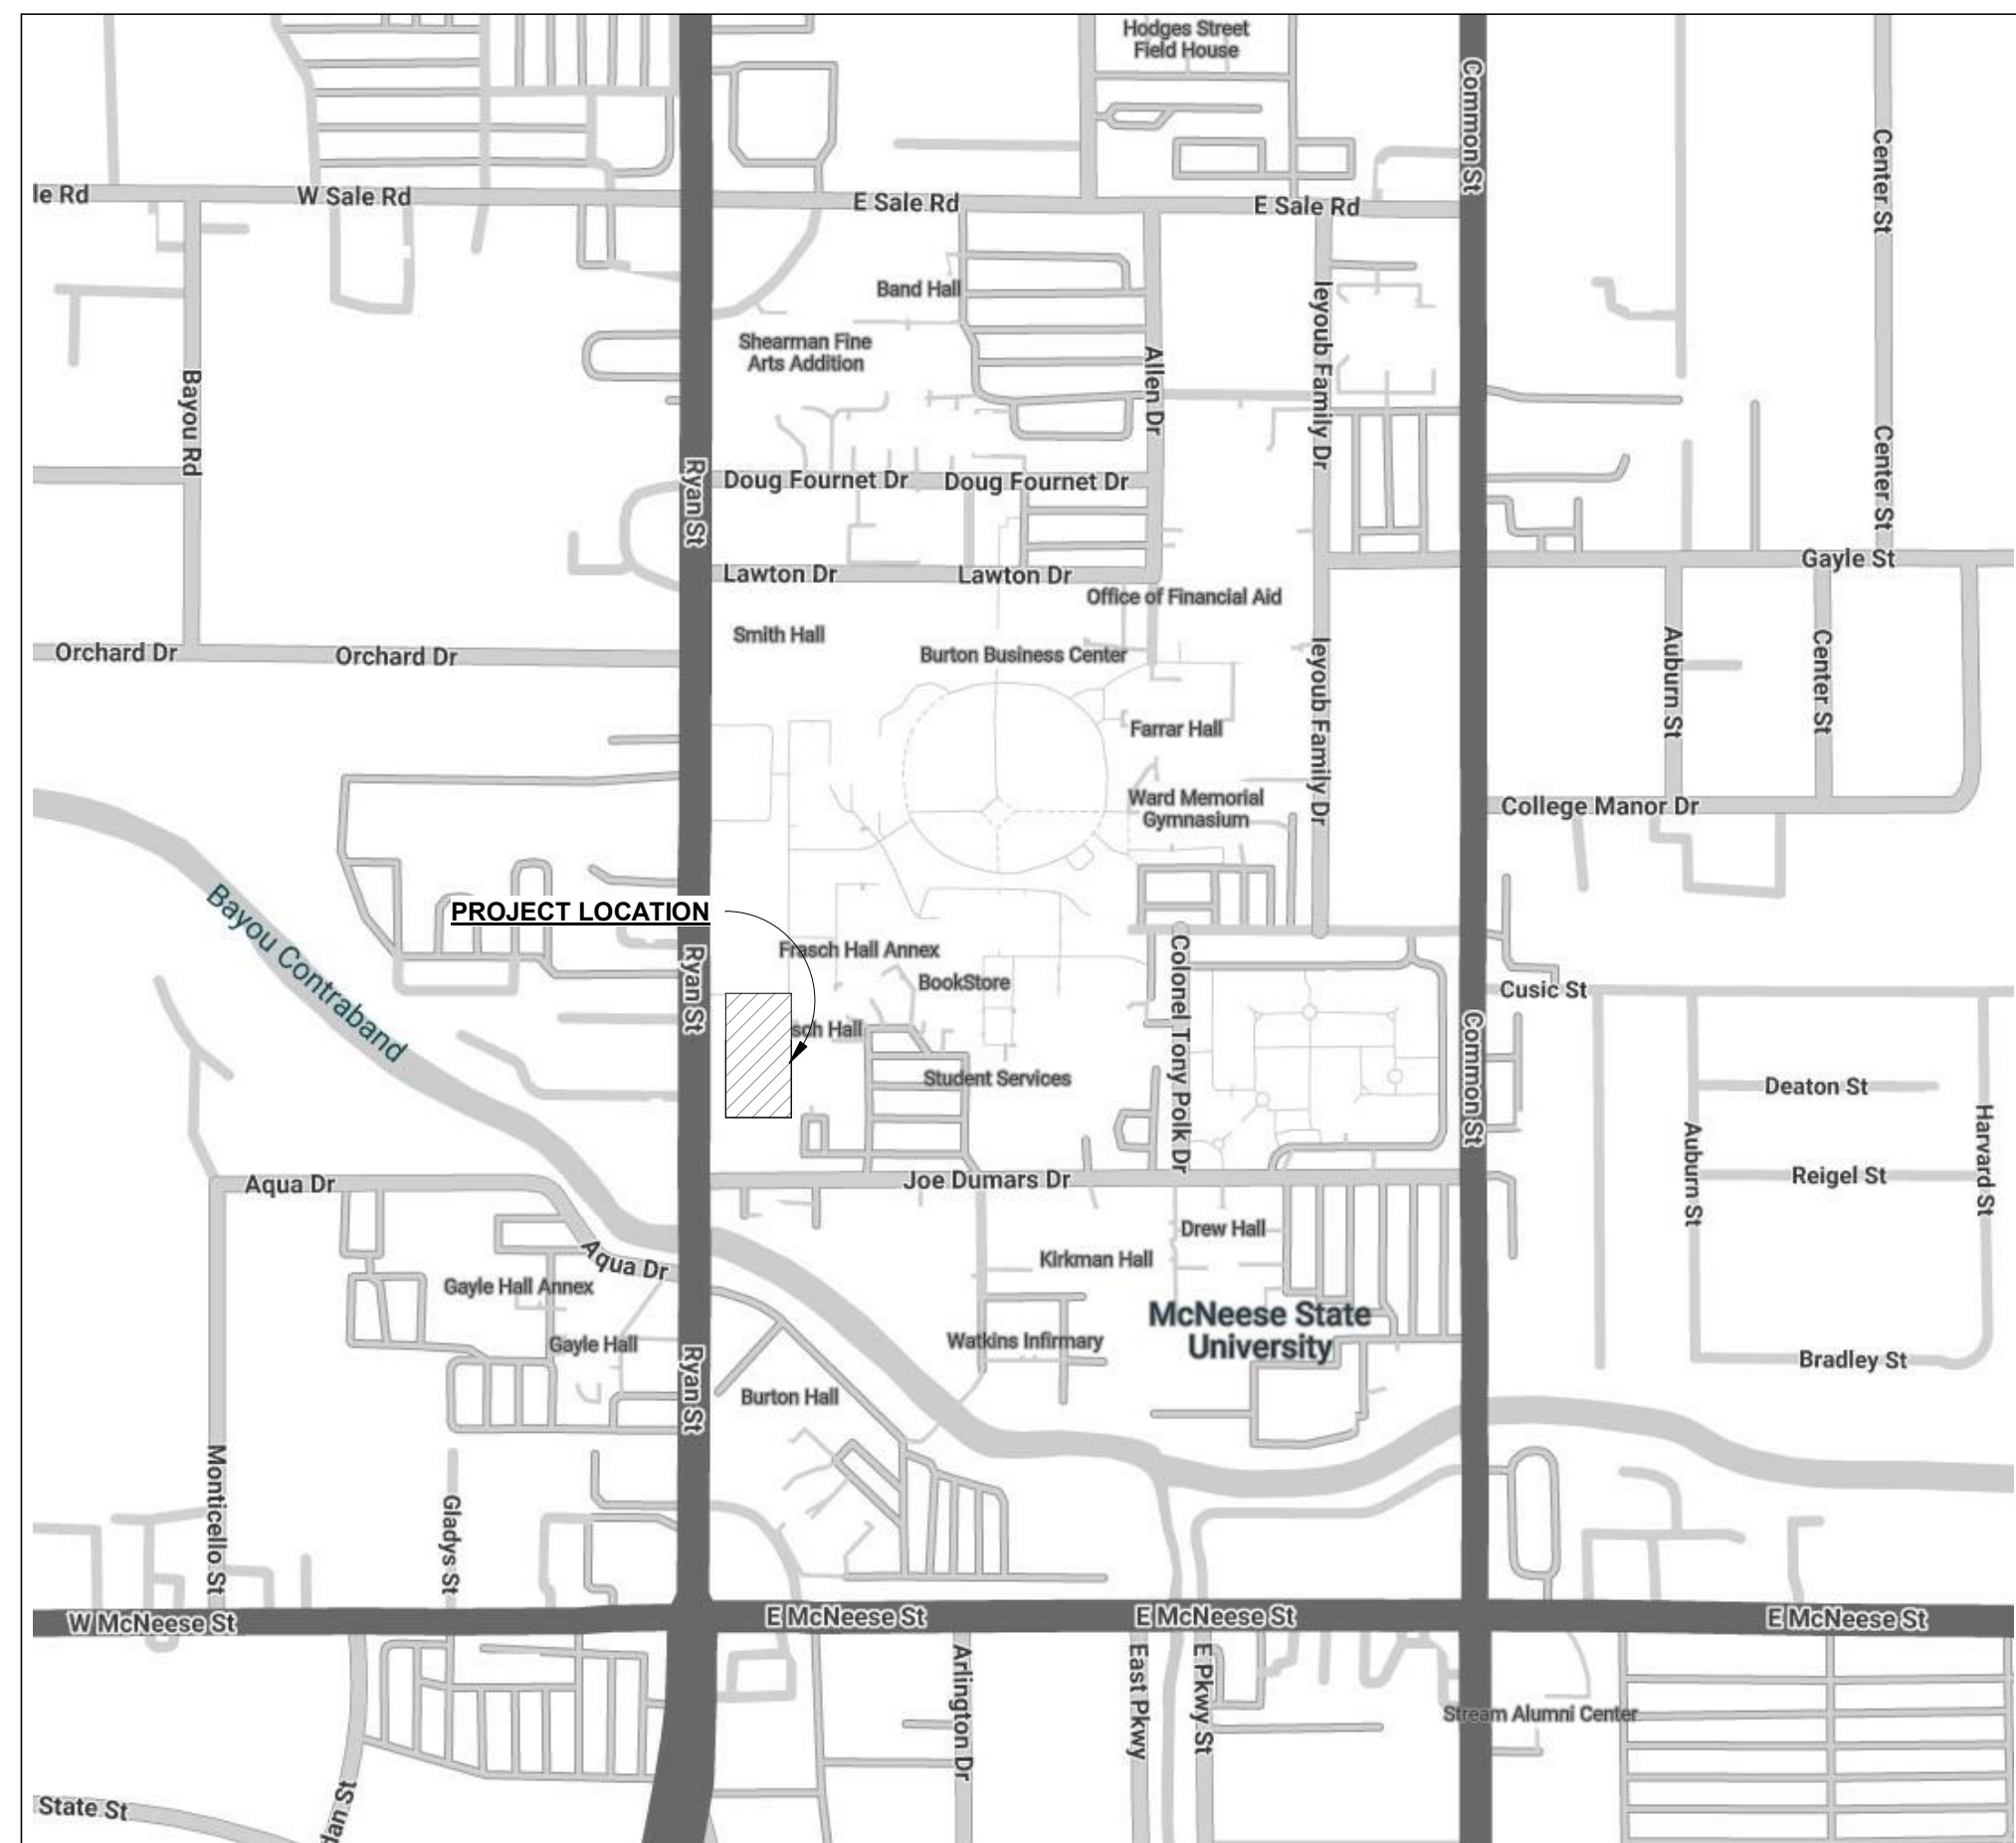 Hodges Street
Field House
Common St
Center St
le Rd
W Sale Rd
E Sale Rd
E Sale Rd
Band Hall
Ieyoub Family Dr
Shearman Fine
Arts Addition
Allen Dr
Bayou Rd
Center St
Ryan St
Doug Fournet Dr
Doug Fournet Dr
Gayle St
Lawton Dr
Lawton Dr
Office of Financial Aid
Smith Hall
Burton Business Center
Orchard Dr
Orchard Dr
Ieyoub Family Dr
Auburn St
Center St
Farrar Hall
Ward Memorial
Gymnasium
College Manor Dr
Bayou Contraband
PROJECT LOCATION
Ryan St
Frasch Hall Annex
BookStore
Colonel Tony Polk Dr
Cusic St
sch Hall
Common St
Student Services
Deaton St
Harvard St
Auburn St
Reigel St
Aqua Dr
Joe Dumars Dr
Drew Hall
Aqua Dr
Kirkman Hall
Gayle Hall Annex
McNeese State
University
Gayle Hall
Watkins Infirmary
Ryan St
Bradley St
Burton Hall
Monticello St
Gladys St
W McNeese St
E McNeese St
E McNeese St
E McNeese St
Arlington Dr
East Pkwy
E Pkwy St
Stream Alumni Center
State St
dan St